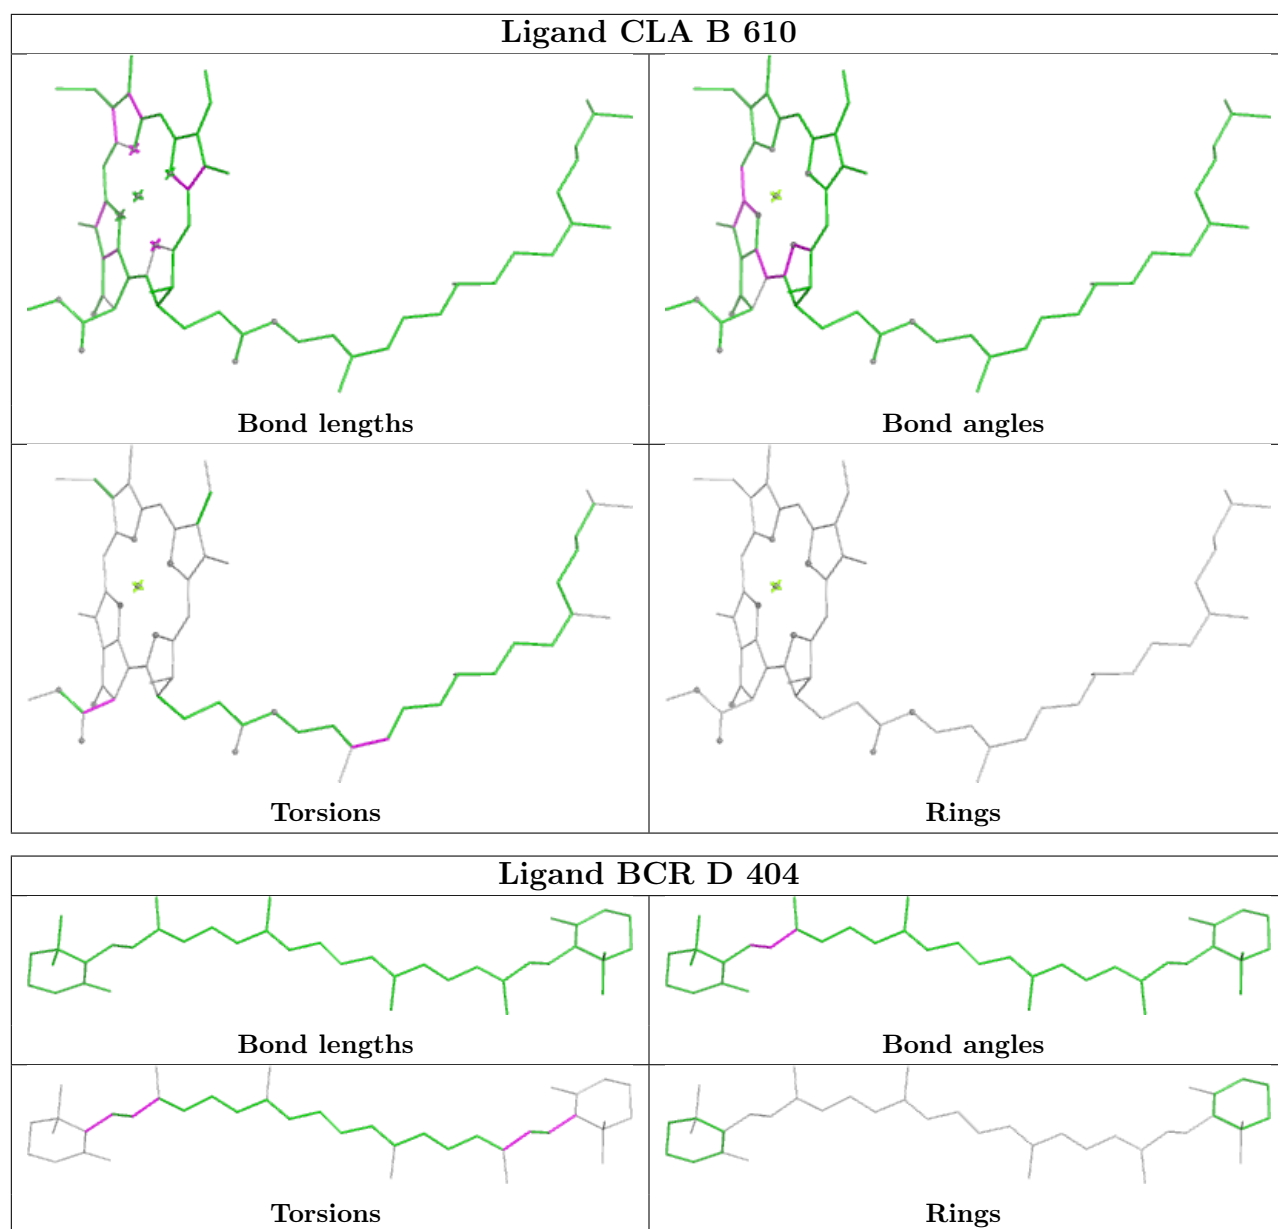 Ligand CLA B 610
Bond lengths
Bond angles
Torsions
Rings
Ligand BCR D 404
Bond lengths
Bond angles
Torsions
Rings